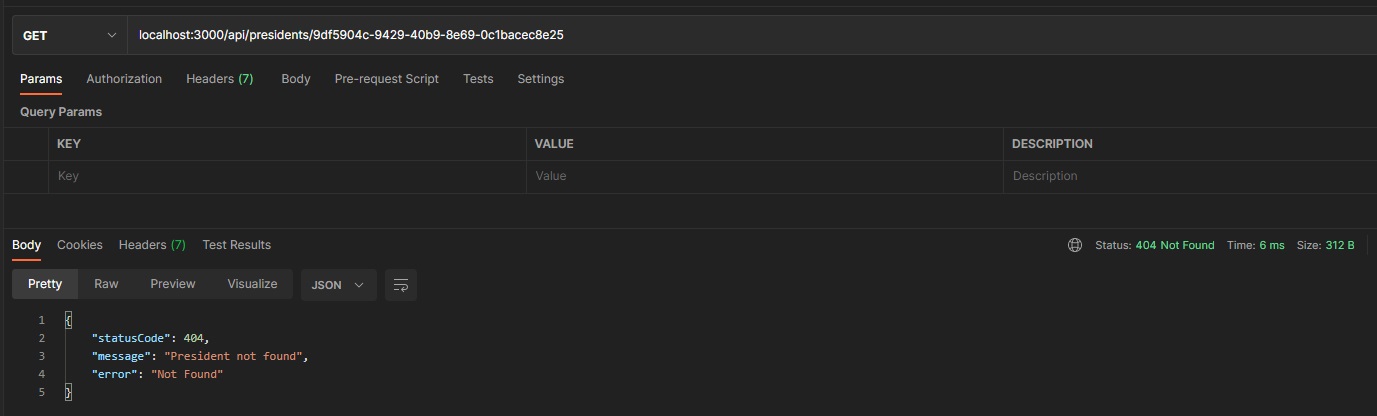 GET localhost:3000/api/presidents/9df5904c-9429-40b9-8e69-0c1bacec8e25
Params Authorization Headers (7) Body Pre-request Script Tests Settings
Query Params
KEY VALUE DESCRIPTION
Key Value Description
Body Cookies Headers (7) Test Results Status: 404 Not Found Time: 6 ms Size: 312 B
Pretty Raw Preview Visualize JSON
1 {
2 "statusCode": 404,
3 "message": "President not found",
4 "error": "Not Found"
5 }